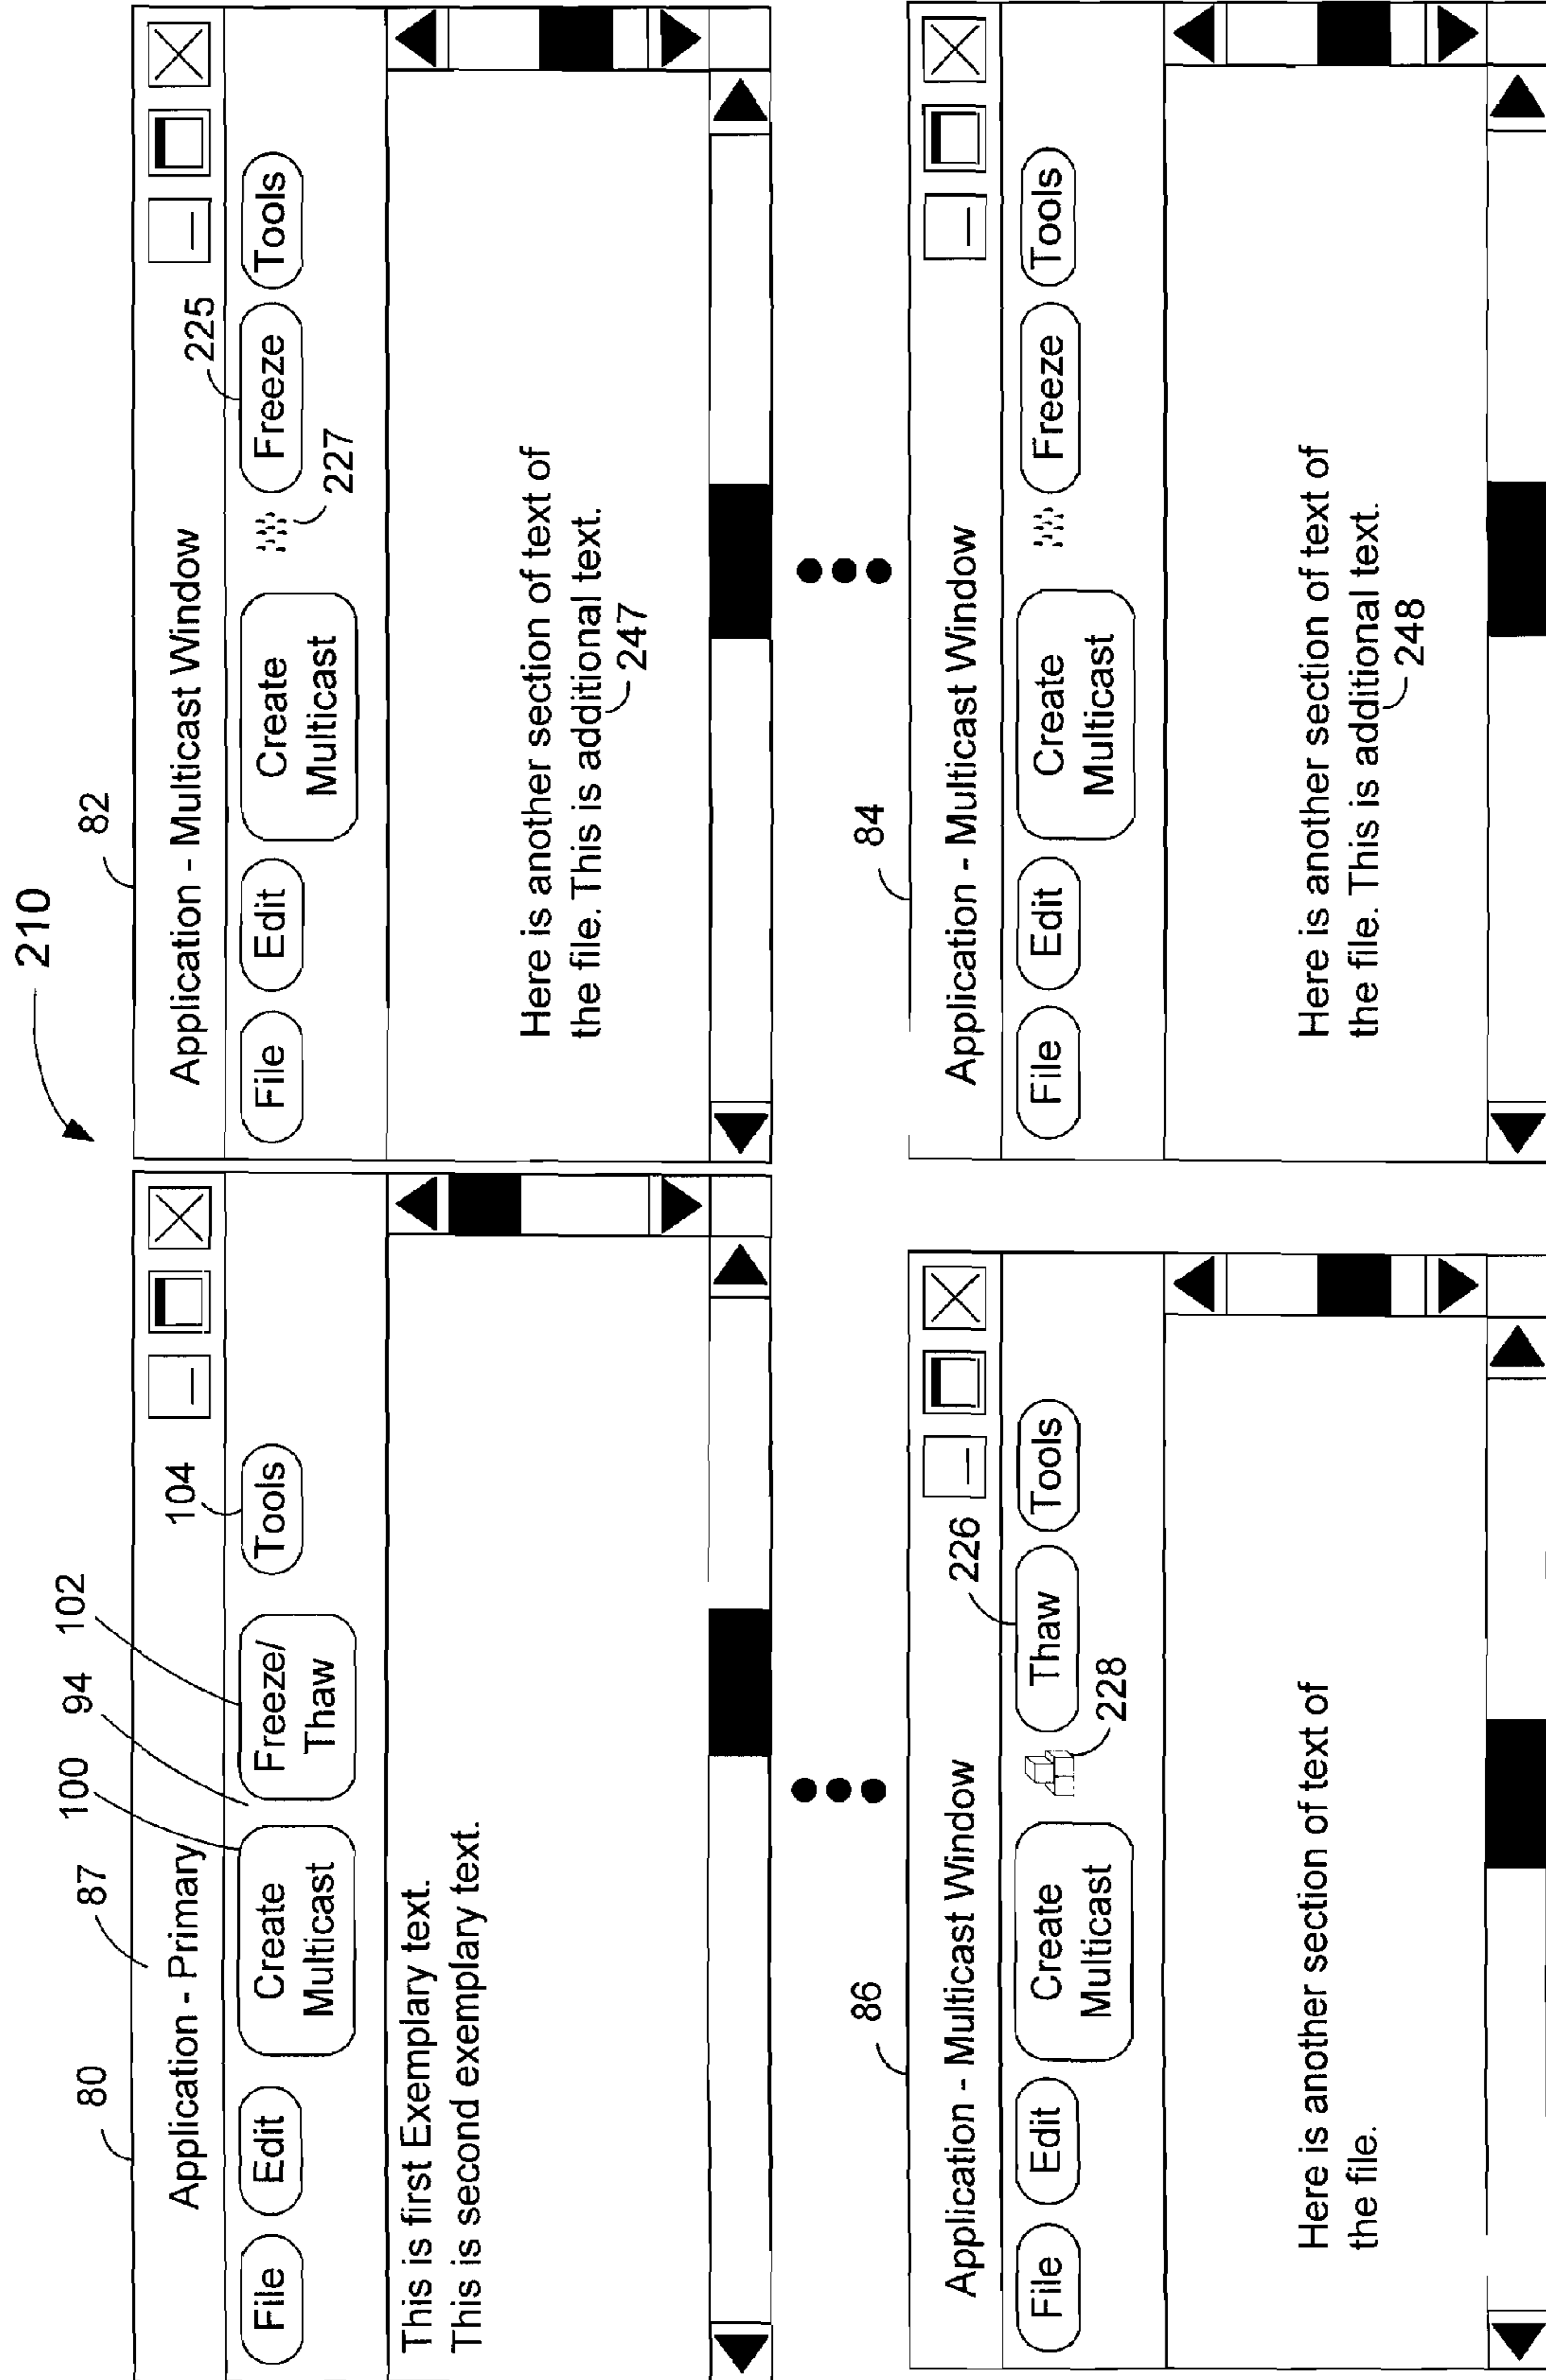 210
80
87
100
94
102
104
Application - Primary
File
Edit
Create
Multicast
Freeze/
Thaw
Tools
This is first Exemplary text.
This is second exemplary text.
82
Application - Multicast Window
225
File
Edit
Create
Multicast
227
Freeze
Tools
Here is another section of text of
the file. This is additional text.
247
86
Application - Multicast Window
226
File
Edit
Create
Multicast
228
Thaw
Tools
Here is another section of text of
the file.
84
Application - Multicast Window
File
Edit
Create
Multicast
Freeze
Tools
Here is another section of text of
the file. This is additional text.
248